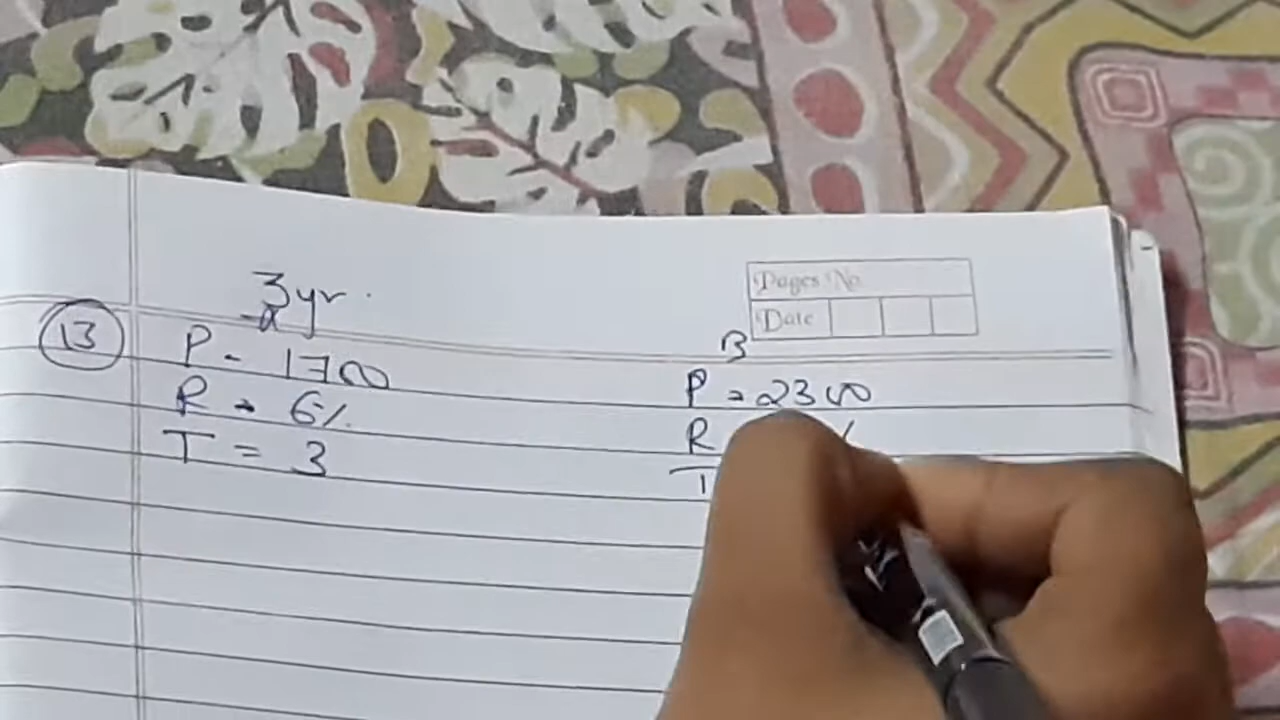 3yr.
Pages No.
Date
B
13
P - 1700
R = 6%
T = 3
P = 2300
R %
T